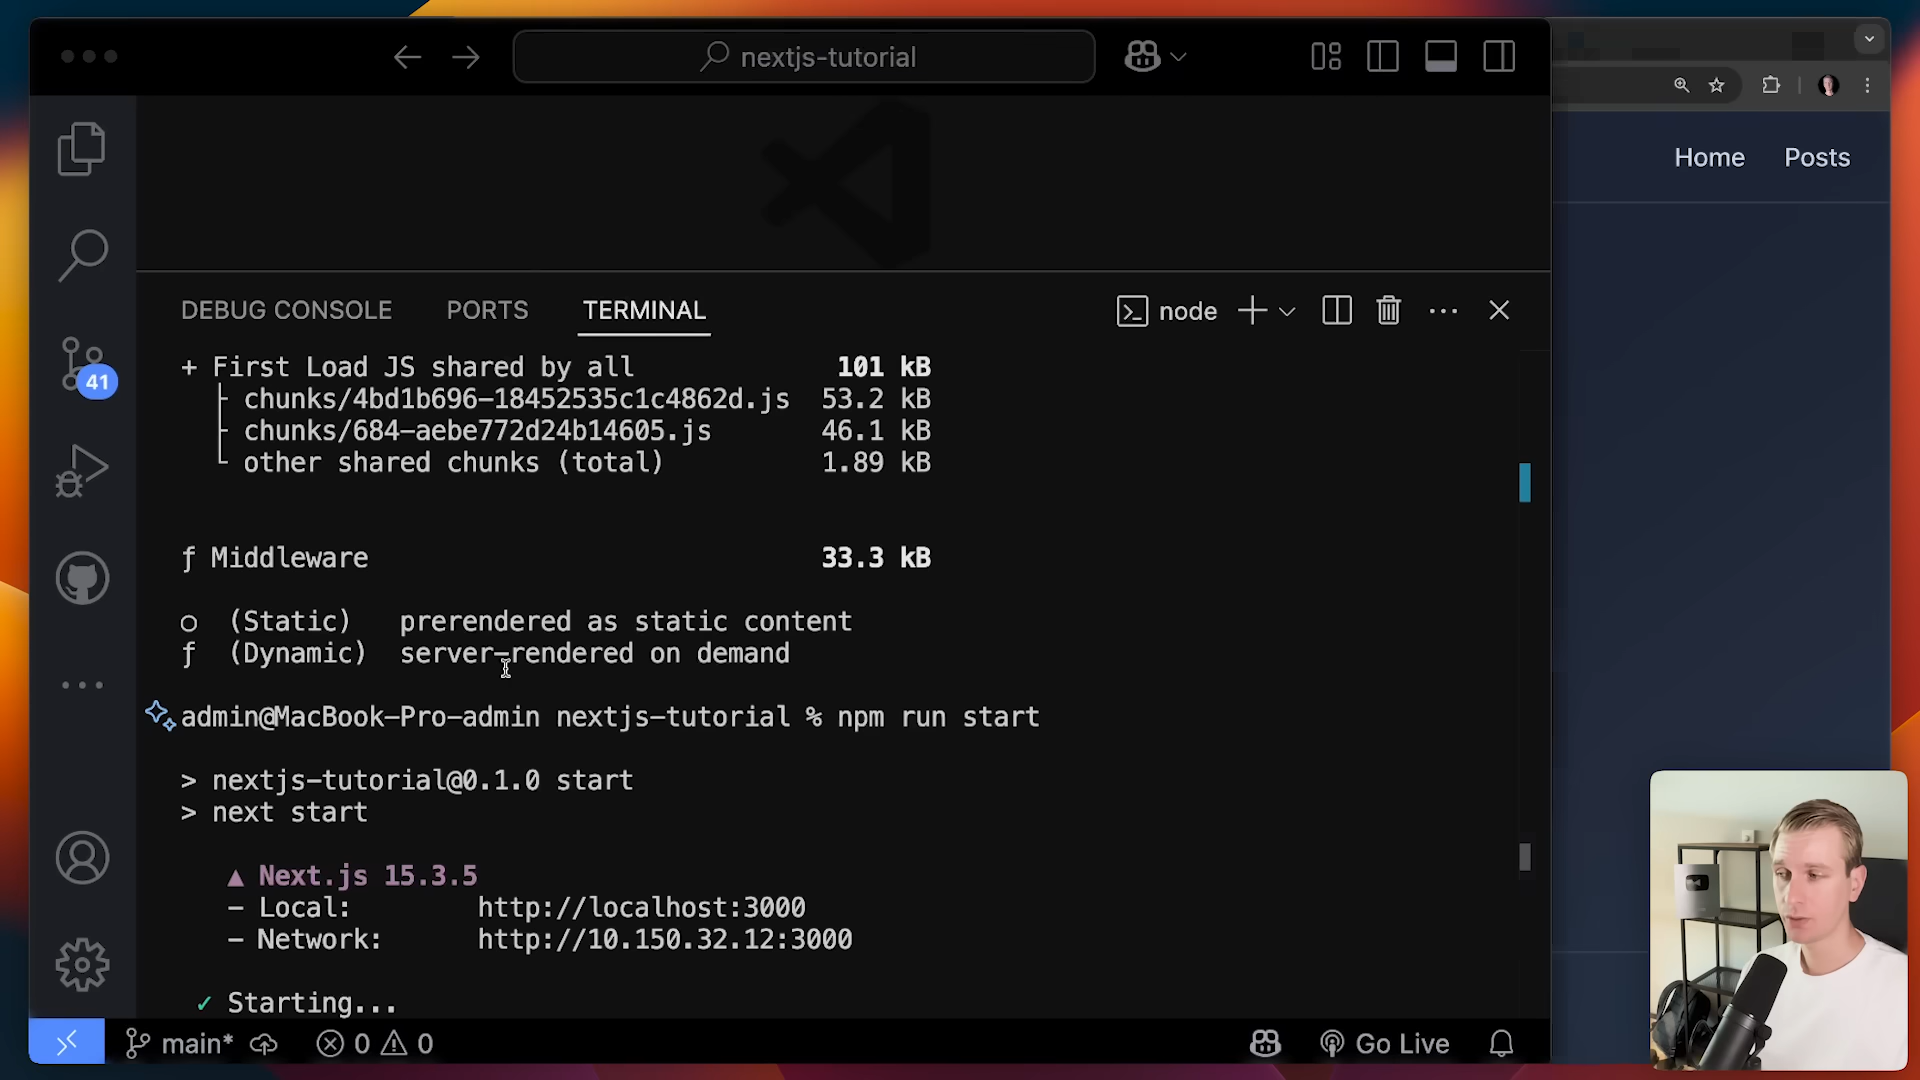 nextjs-tutorial
Home Posts
DEBUG CONSOLE PORTS TERMINAL node
+ First Load JS shared by all 101 kB
├ chunks/4bd1b696-18452535c1c4862d.js 53.2 kB
├ chunks/684-aebe772d24b14605.js 46.1 kB
└ other shared chunks (total) 1.89 kB
ƒ Middleware 33.3 kB
○ (Static) prerendered as static content
ƒ (Dynamic) server-rendered on demand
admin@MacBook-Pro-admin nextjs-tutorial % npm run start
> nextjs-tutorial@0.1.0 start
> next start
▲ Next.js 15.3.5
- Local: http://localhost:3000
- Network: http://10.150.32.12:3000
✓ Starting...
41
main* 0 0 Go Live